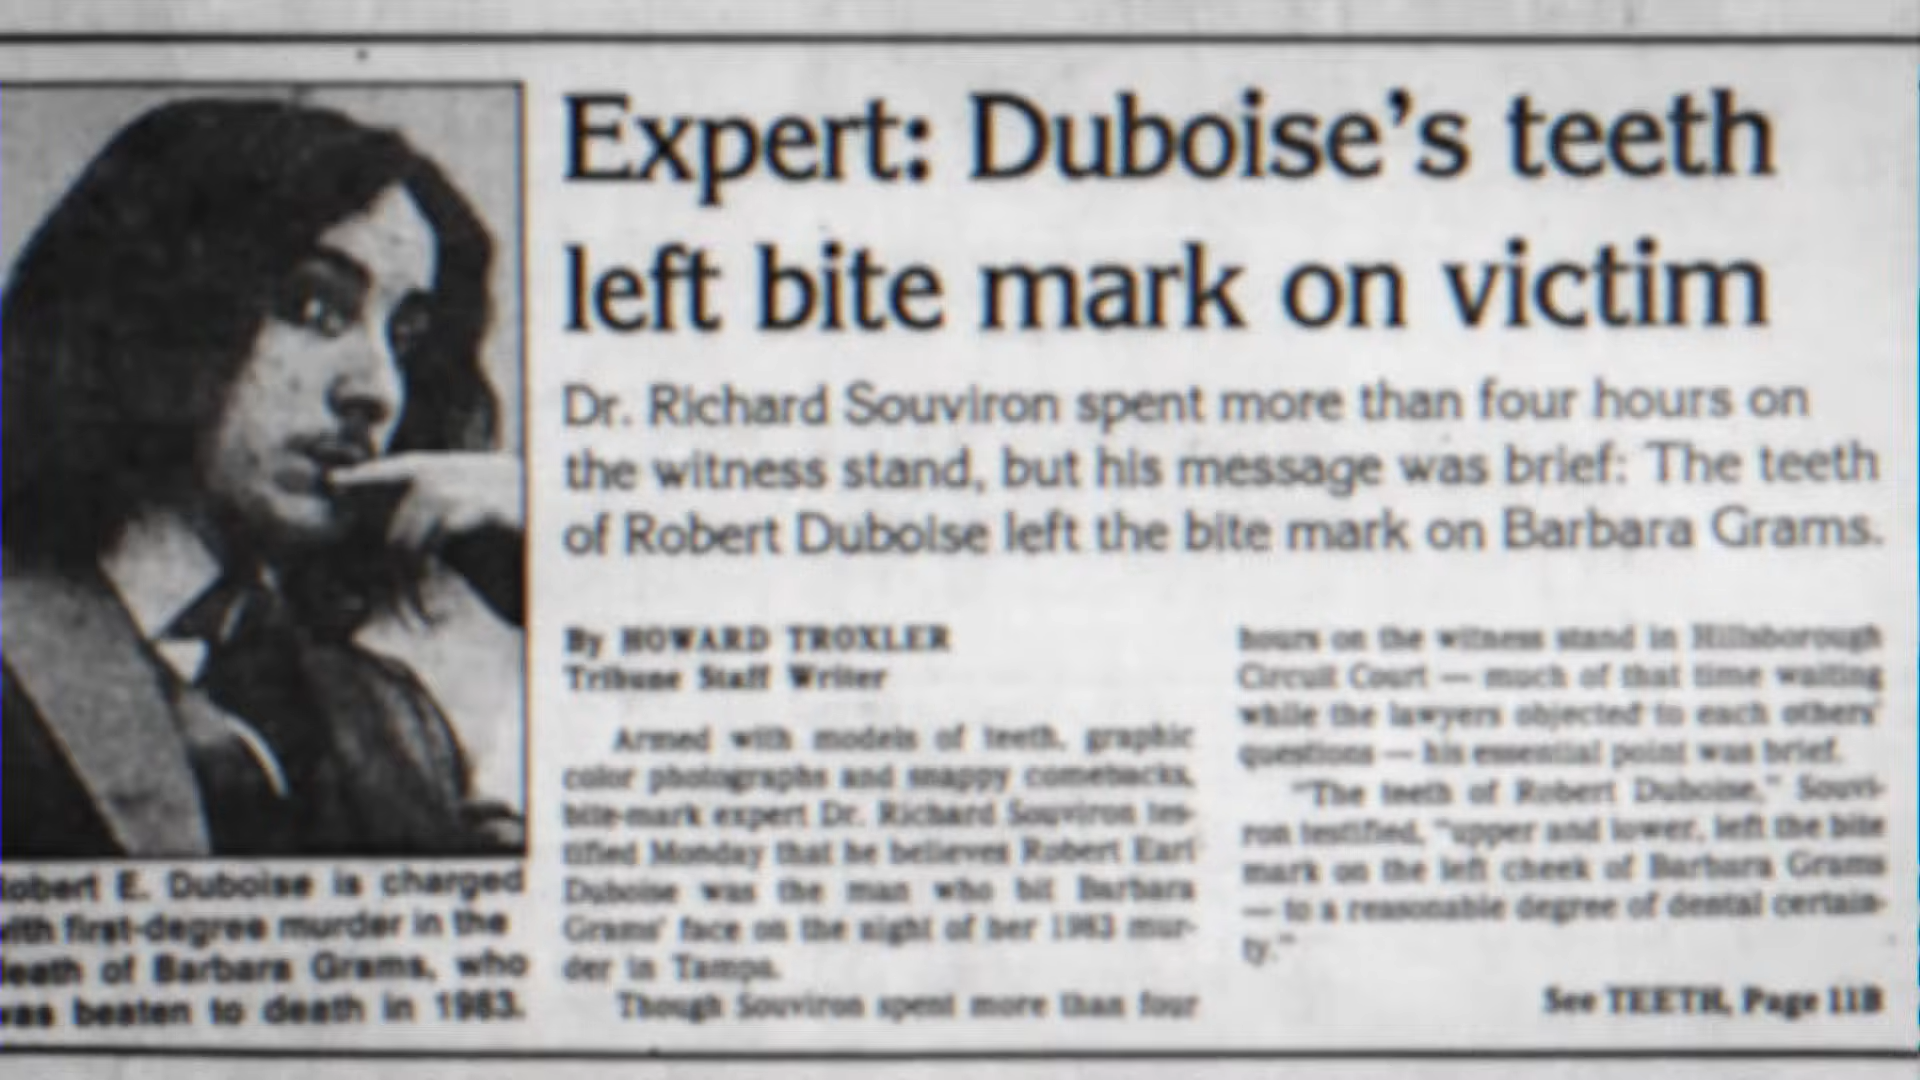 Expert: Duboise's teeth
left bite mark on victim
Dr. Richard Souviron spent more than four hours on
the witness stand, but his message was brief: The teeth
of Robert Duboise left the bite mark on Barbara Grams.
By HOWARD TROXLER
Tribune Staff Writer
Armed with models of teeth, graphic
color photographs and snappy comebacks,
bite-mark expert Dr. Richard Souviron tes-
tified Monday that he believes Robert Earl
Duboise was the man who bit Barbara
Grams' face on the night of her 1983 mur-
der in Tampa.
Though Souviron spent more than four
hours on the witness stand in Hillsborough
Circuit Court — much of that time waiting
while the lawyers objected to each others'
questions — his essential point was brief.
"The teeth of Robert Duboise," Souvi-
ron testified, "upper and lower, left the bite
mark on the left cheek of Barbara Grams
— to a reasonable degree of dental certain-
ty."
See TEETH, Page 11B
obert E. Duboise is charged
ith first-degree murder in the
eath of Barbara Grams, who
as beaten to death in 1983.